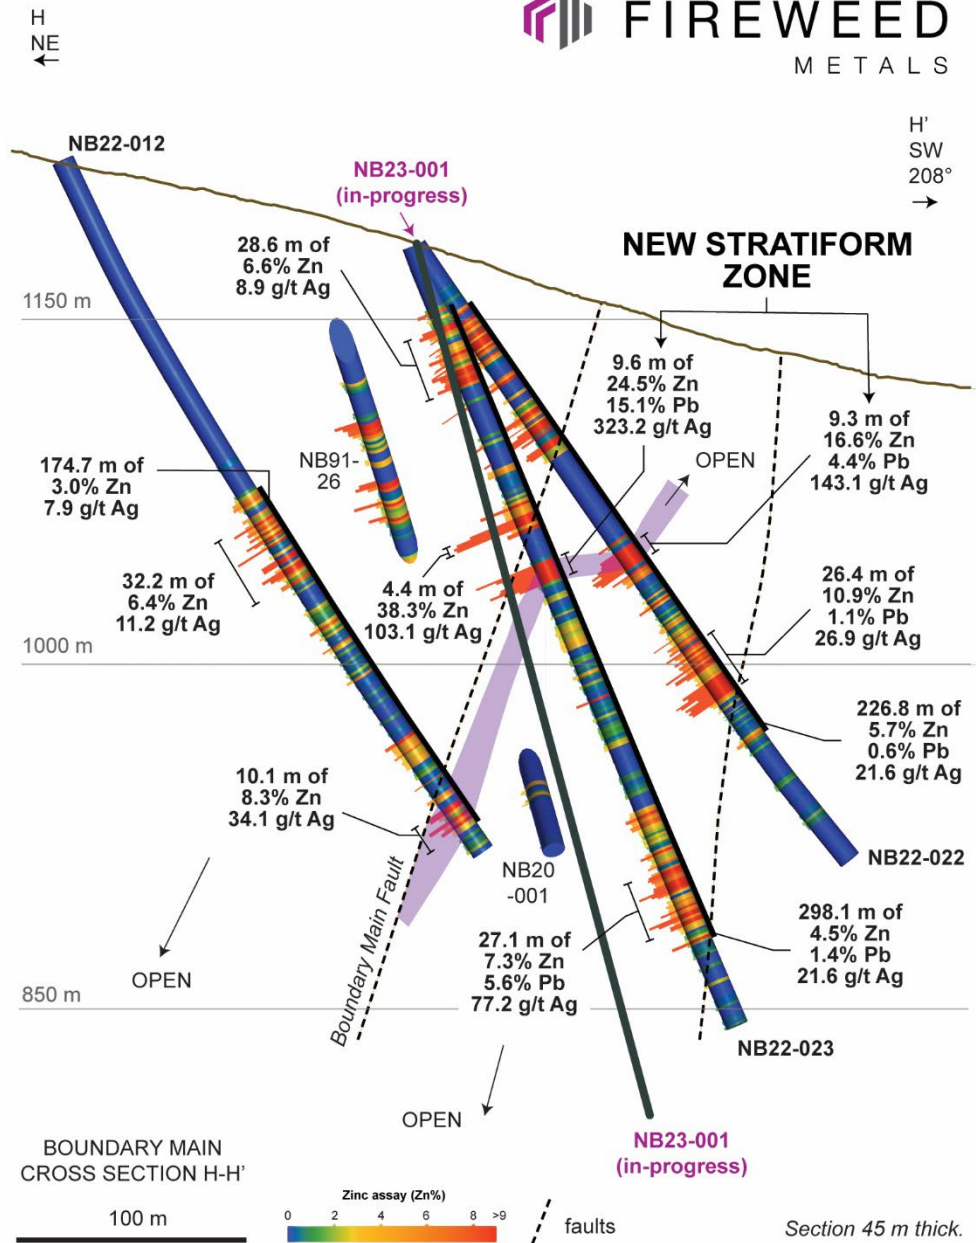 H
NE
FIREWEED
METALS
H'
SW
208°
NB22-012
NB23-001
(in-progress)
NEW STRATIFORM
ZONE
28.6 m of
6.6% Zn
8.9 g/t Ag
1150 m
9.6 m of
24.5% Zn
15.1% Pb
323.2 g/t Ag
9.3 m of
16.6% Zn
4.4% Pb
143.1 g/t Ag
OPEN
NB91-
26
174.7 m of
3.0% Zn
7.9 g/t Ag
32.2 m of
6.4% Zn
11.2 g/t Ag
4.4 m of
38.3% Zn
103.1 g/t Ag
26.4 m of
10.9% Zn
1.1% Pb
26.9 g/t Ag
1000 m
226.8 m of
5.7% Zn
0.6% Pb
21.6 g/t Ag
10.1 m of
8.3% Zn
34.1 g/t Ag
NB22-022
NB20
-001
Boundary Main Fault
298.1 m of
4.5% Zn
1.4% Pb
21.6 g/t Ag
27.1 m of
7.3% Zn
5.6% Pb
77.2 g/t Ag
OPEN
850 m
NB22-023
OPEN
NB23-001
(in-progress)
BOUNDARY MAIN
CROSS SECTION H-H'
100 m
Zinc assay (Zn%)
0 2 4 6 8 >9
faults
Section 45 m thick.